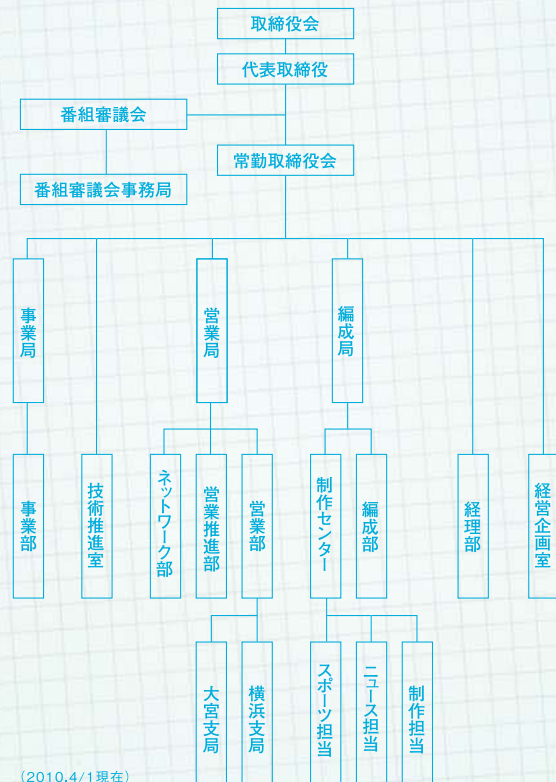 取締役会
代表取締役
番組審議会
常勤取締役会
番組審議会事務局
事業局
営業局
編成局
事業部
技術推進室
ネットワーク部
営業推進部
営業部
制作センター
編成部
経理部
経営企画室
大宮支局
横浜支局
スポーツ担当
ニュース担当
制作担当
(2010.4/1現在)